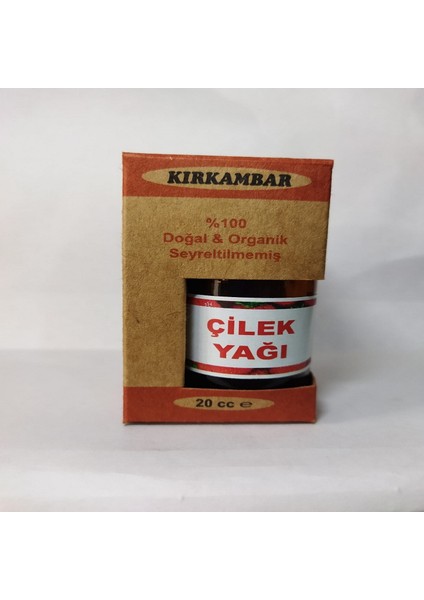 KIRKAMBAR
%100
Doğal & Organik
Seyreltilmemiş
ÇİLEK
YAĞI
20 cc ℮